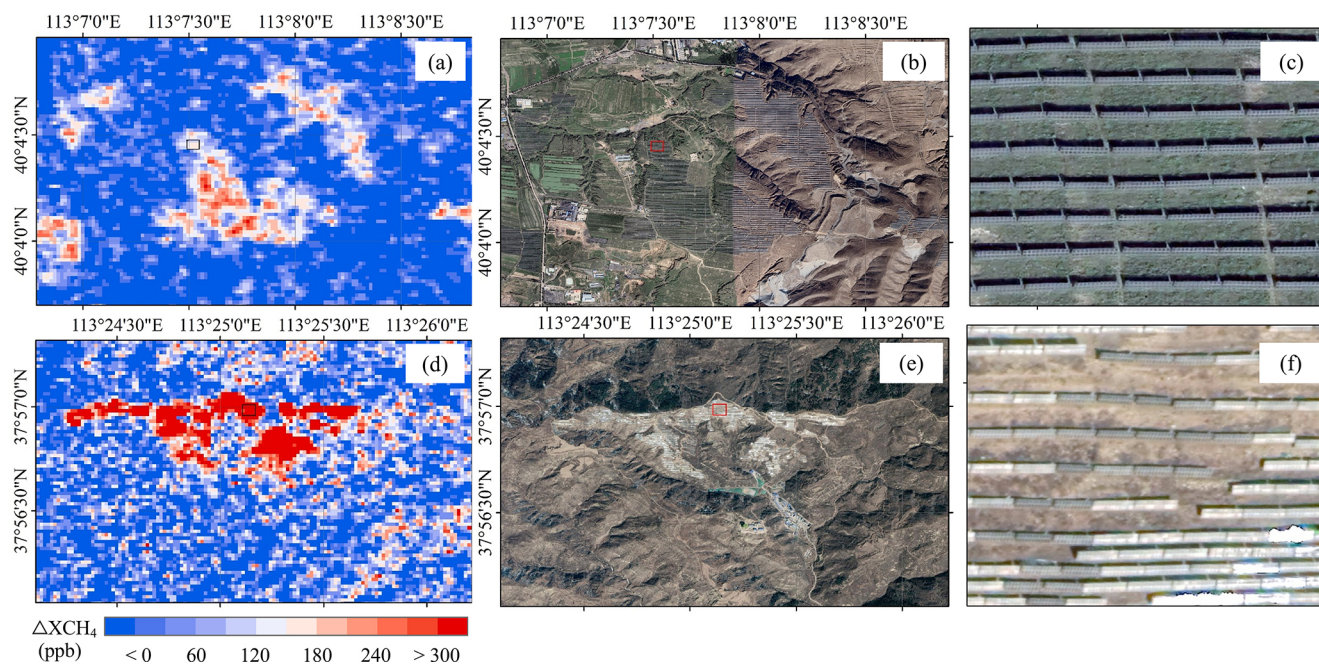 113°7'0"E 113°7'30"E 113°8'0"E 113°8'30"E
113°7'0"E 113°7'30"E 113°8'0"E 113°8'30"E
(a)
(b)
(c)
40°4'30"N
40°4'0"N
40°4'30"N
40°4'0"N
113°24'30"E 113°25'0"E 113°25'30"E 113°26'0"E
113°24'30"E 113°25'0"E 113°25'30"E 113°26'0"E
(d)
(e)
(f)
37°57'0"N
37°56'30"N
37°57'0"N
37°56'30"N
△XCH₄
(ppb)
< 0 60 120 180 240 > 300